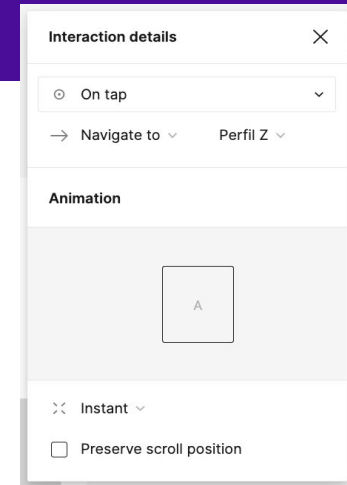 Interaction details
On tap
Navigate to Perfil Z
Animation
A
Instant
Preserve scroll position